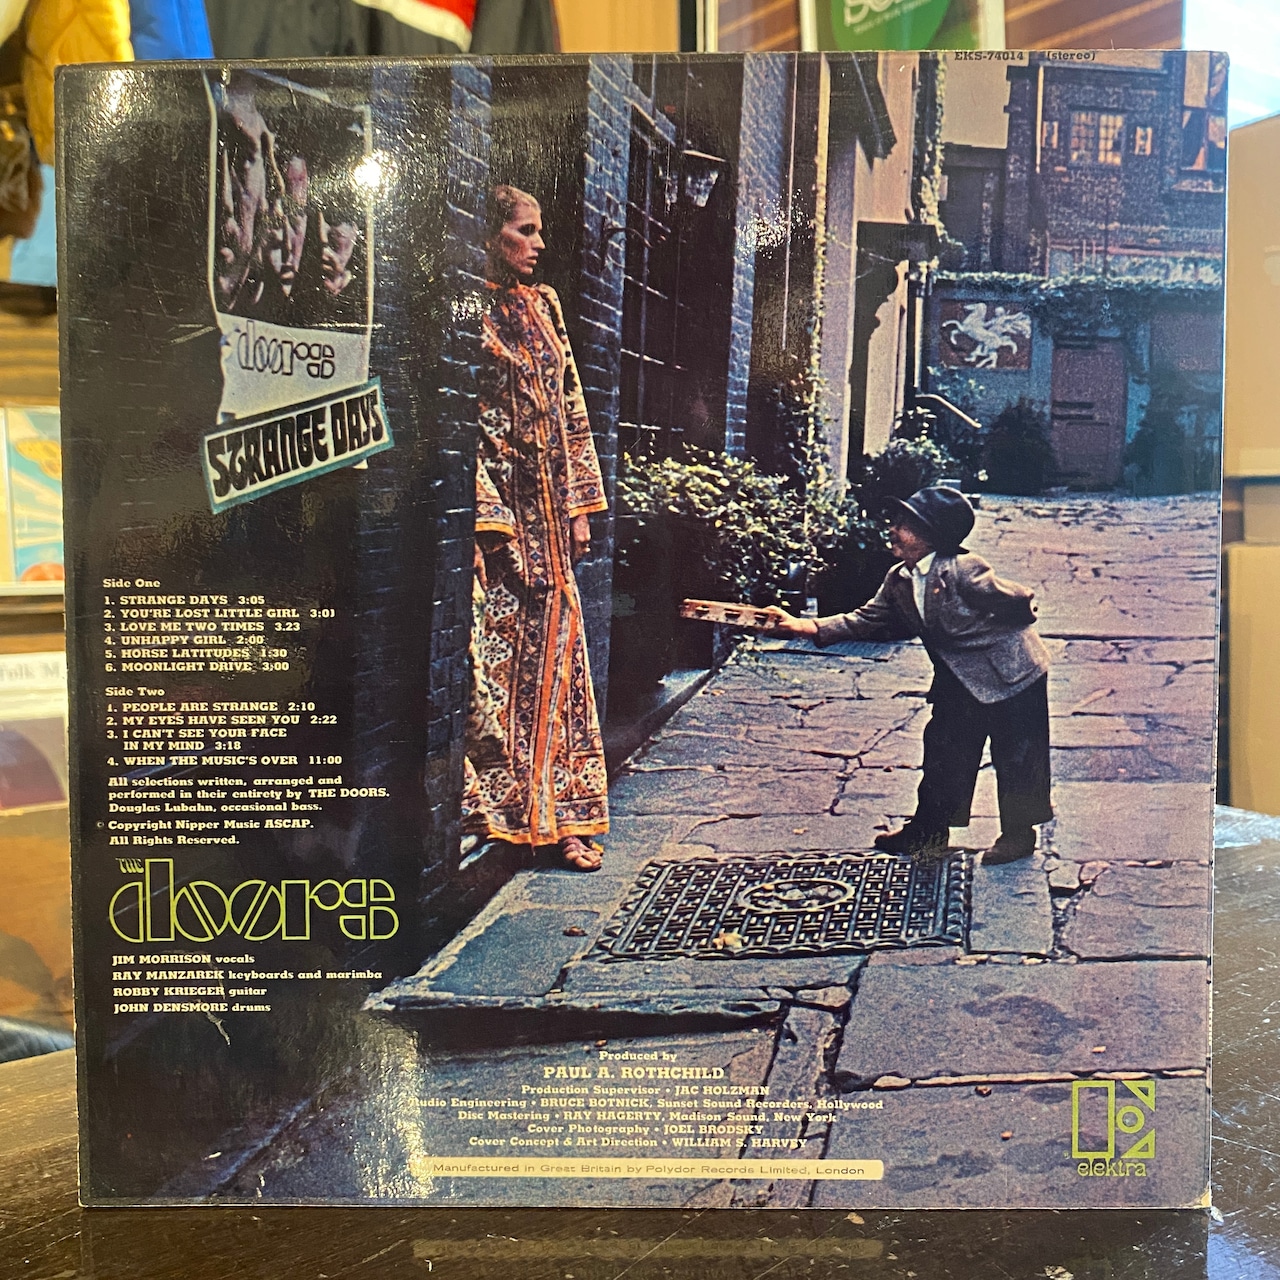 EKS-74014 (stereo)
doors
STRANGE DAYS
Side One
1. STRANGE DAYS 3:05
2. YOU'RE LOST LITTLE GIRL 3:01
3. LOVE ME TWO TIMES 3.23
4. UNHAPPY GIRL 2:00
5. HORSE LATITUDES 1:30
6. MOONLIGHT DRIVE 3:00
Side Two
1. PEOPLE ARE STRANGE 2:10
2. MY EYES HAVE SEEN YOU 2:22
3. I CAN'T SEE YOUR FACE
IN MY MIND 3:18
4. WHEN THE MUSIC'S OVER 11:00
All selections written, arranged and
performed in their entirety by THE DOORS.
Douglas Lubahn, occasional bass.
© Copyright Nipper Music ASCAP.
All Rights Reserved.
THE
doors
JIM MORRISON vocals
RAY MANZAREK keyboards and marimba
ROBBY KRIEGER guitar
JOHN DENSMORE drums
Produced by
PAUL A. ROTHCHILD
Production Supervisor • JAC HOLZMAN
Audio Engineering • BRUCE BOTNICK, Sunset Sound Recorders, Hollywood
Disc Mastering • RAY HAGERTY, Madison Sound, New York
Cover Photography • JOEL BRODSKY
Cover Concept & Art Direction • WILLIAM S. HARVEY
Manufactured in Great Britain by Polydor Records Limited, London
elektra